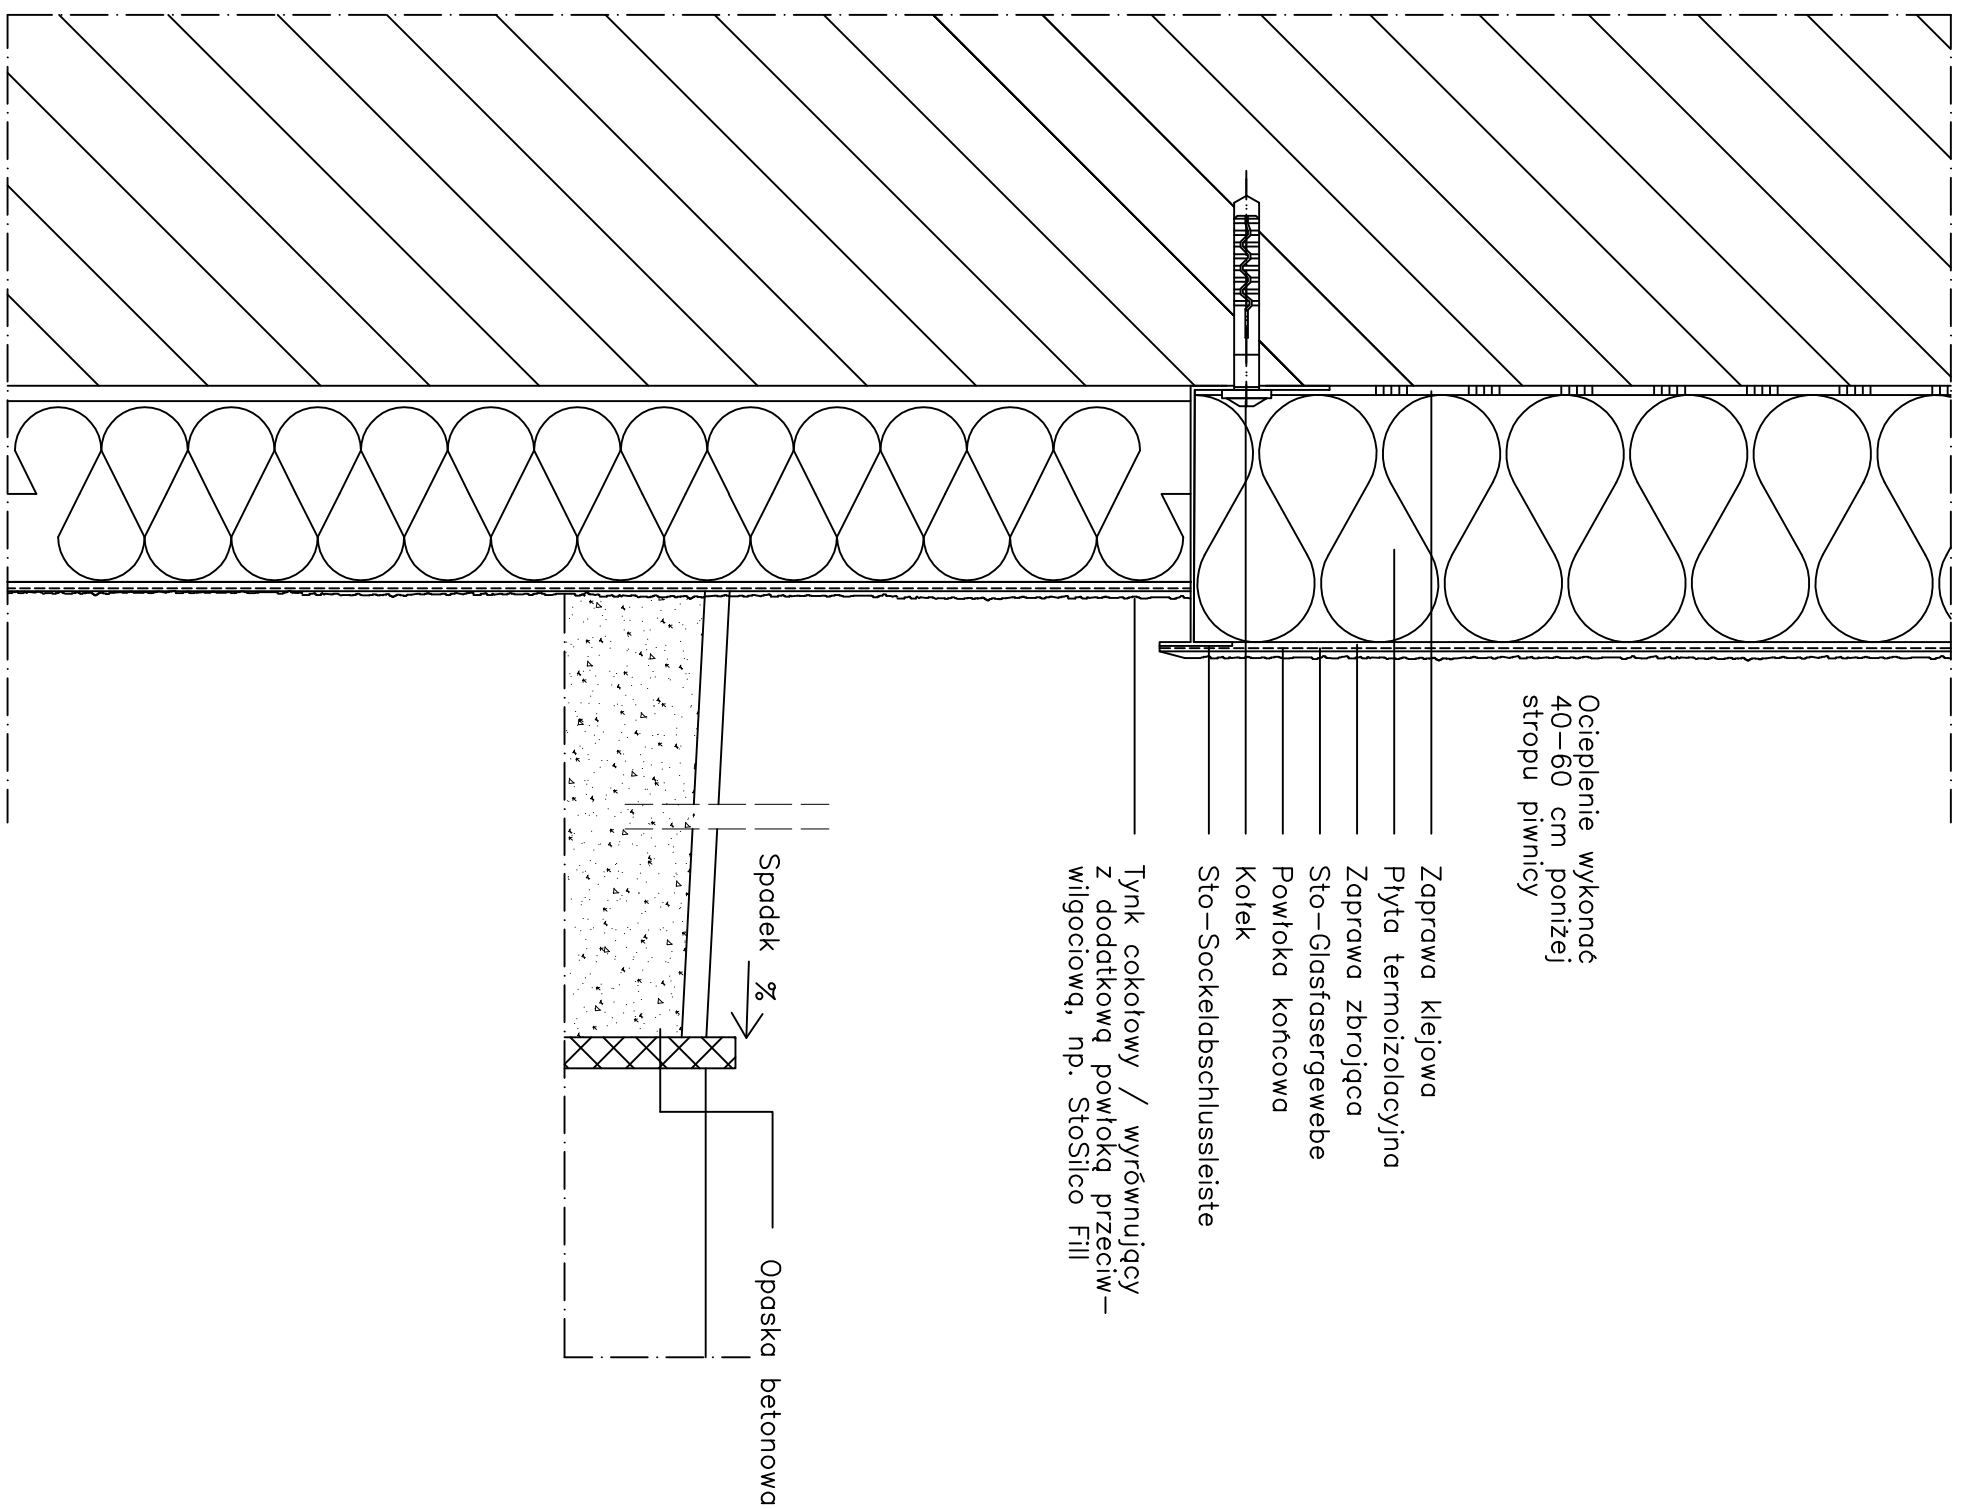 Ocieplenie wykonać
40–60 cm poniżej
stropu piwnicy
Zaprawa klejowa
Płyta termoizolacyjna
Zaprawa zbrojąca
Sto–Glasfasergewebe
Powłoka końcowa
Kołek
Sto–Sockelabschlussleiste
Tynk cokołowy / wyrównujący
z dodatkową powłoką przeciw–
wilgociową, np. StoSilco Fill
Spadek %
Opaska betonowa